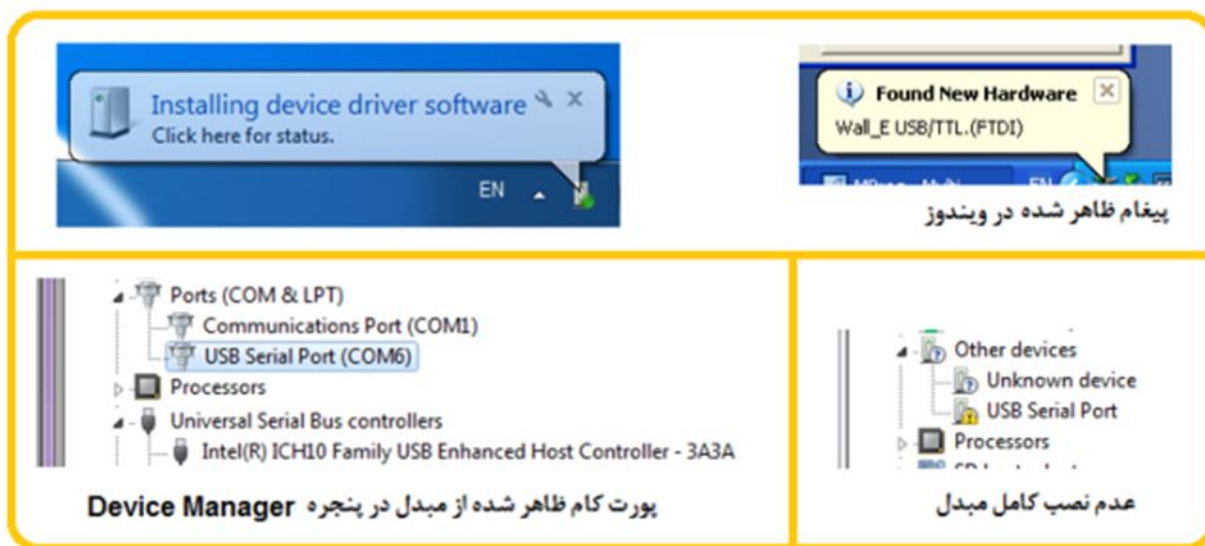 Installing device driver software
Click here for status.
EN
Found New Hardware
Wall_E USB/TTL.(FTDI)
EN
پیغام ظاهر شده در ویندوز
Ports (COM & LPT)
Communications Port (COM1)
USB Serial Port (COM6)
Processors
Universal Serial Bus controllers
Intel(R) ICH10 Family USB Enhanced Host Controller - 3A3A
پورت کام ظاهر شده از مبدل در پنجره Device Manager
Other devices
Unknown device
USB Serial Port
Processors
عدم نصب کامل مبدل